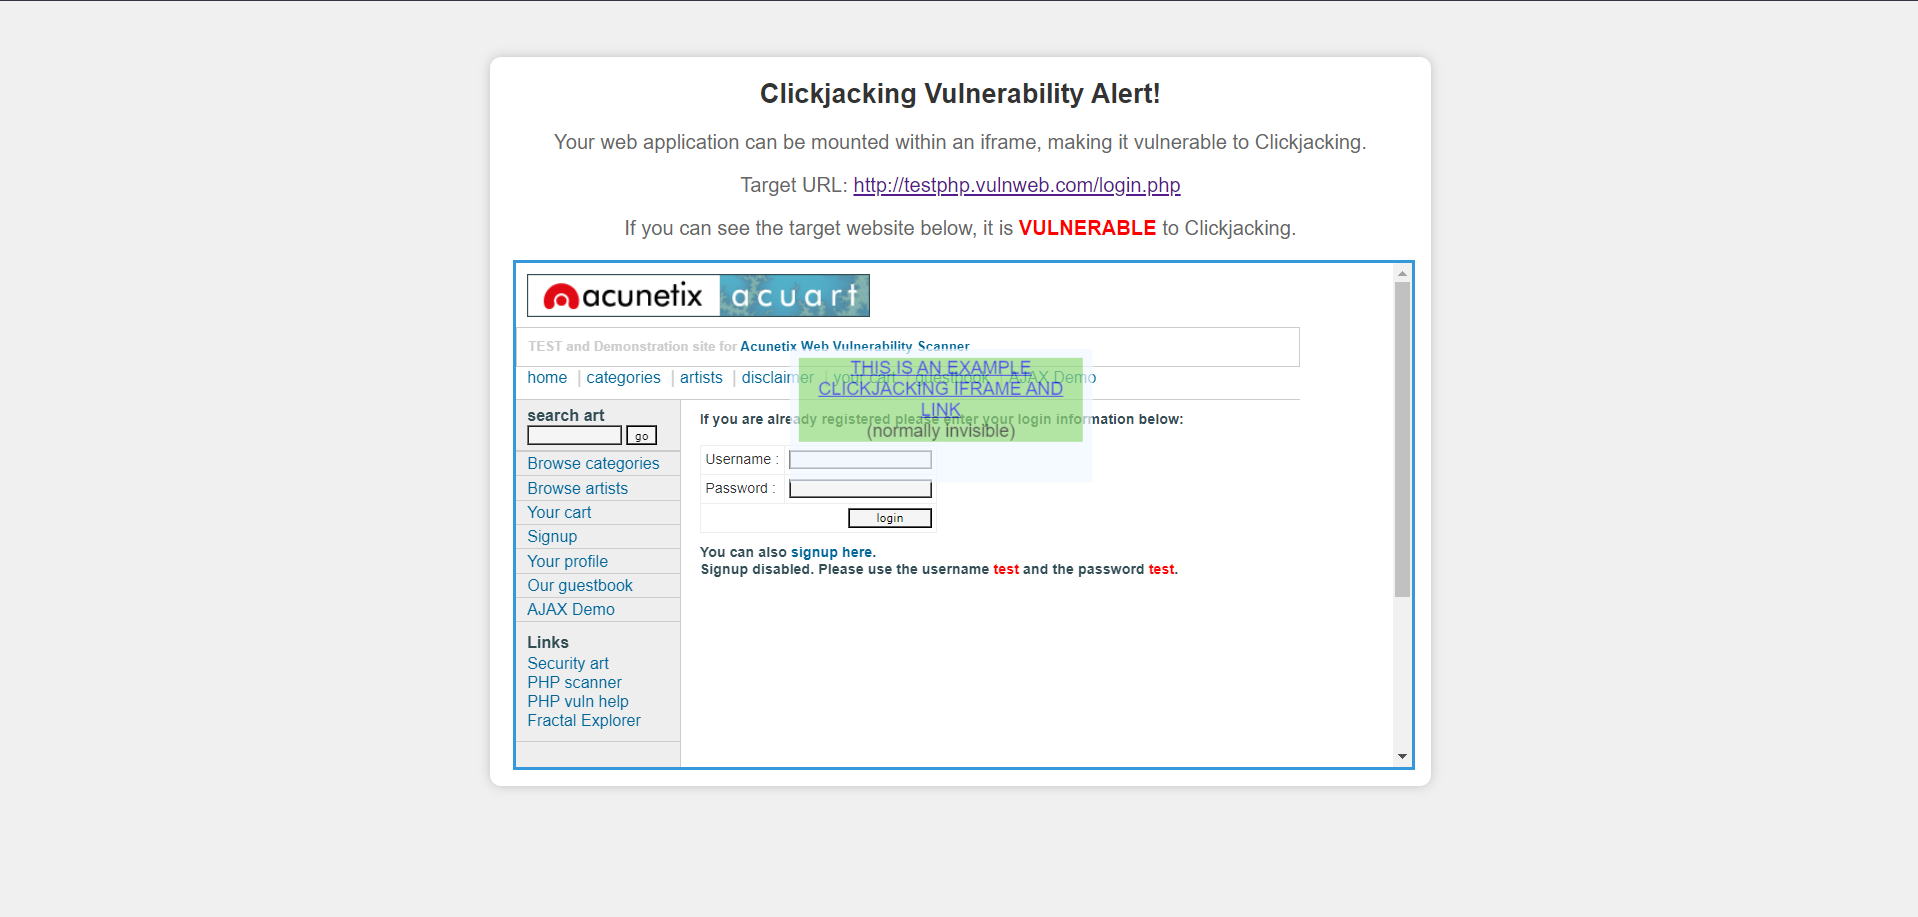 Clickjacking Vulnerability Alert!
Your web application can be mounted within an iframe, making it vulnerable to Clickjacking.
Target URL: http://testphp.vulnweb.com/login.php
If you can see the target website below, it is VULNERABLE to Clickjacking.
acunetix acuart
TEST and Demonstration site for Acunetix Web Vulnerability Scanner
home | categories | artists | disclaimer | your cart | guestbook | AJAX Demo
THIS IS AN EXAMPLE
CLICKJACKING IFRAME AND
LINK
(normally invisible)
search art
go
Browse categories
Browse artists
Your cart
Signup
Your profile
Our guestbook
AJAX Demo
Links
Security art
PHP scanner
PHP vuln help
Fractal Explorer
If you are already registered please enter your login information below:
Username :
Password :
login
You can also signup here.
Signup disabled. Please use the username test and the password test.